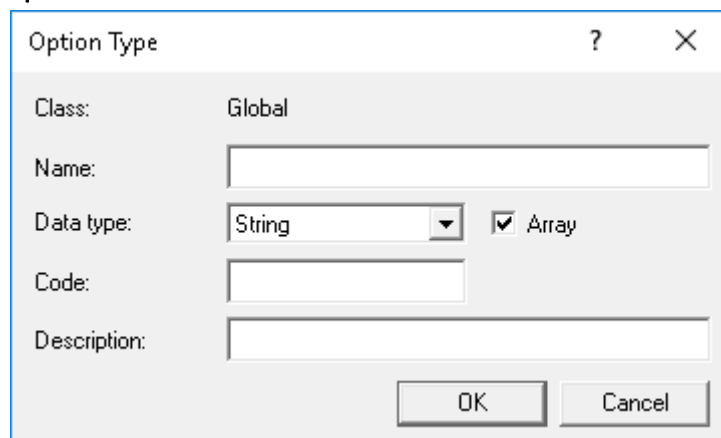 Option Type ?
Class: Global
Name:
Data type: String Array
Code:
Description:
OK Cancel